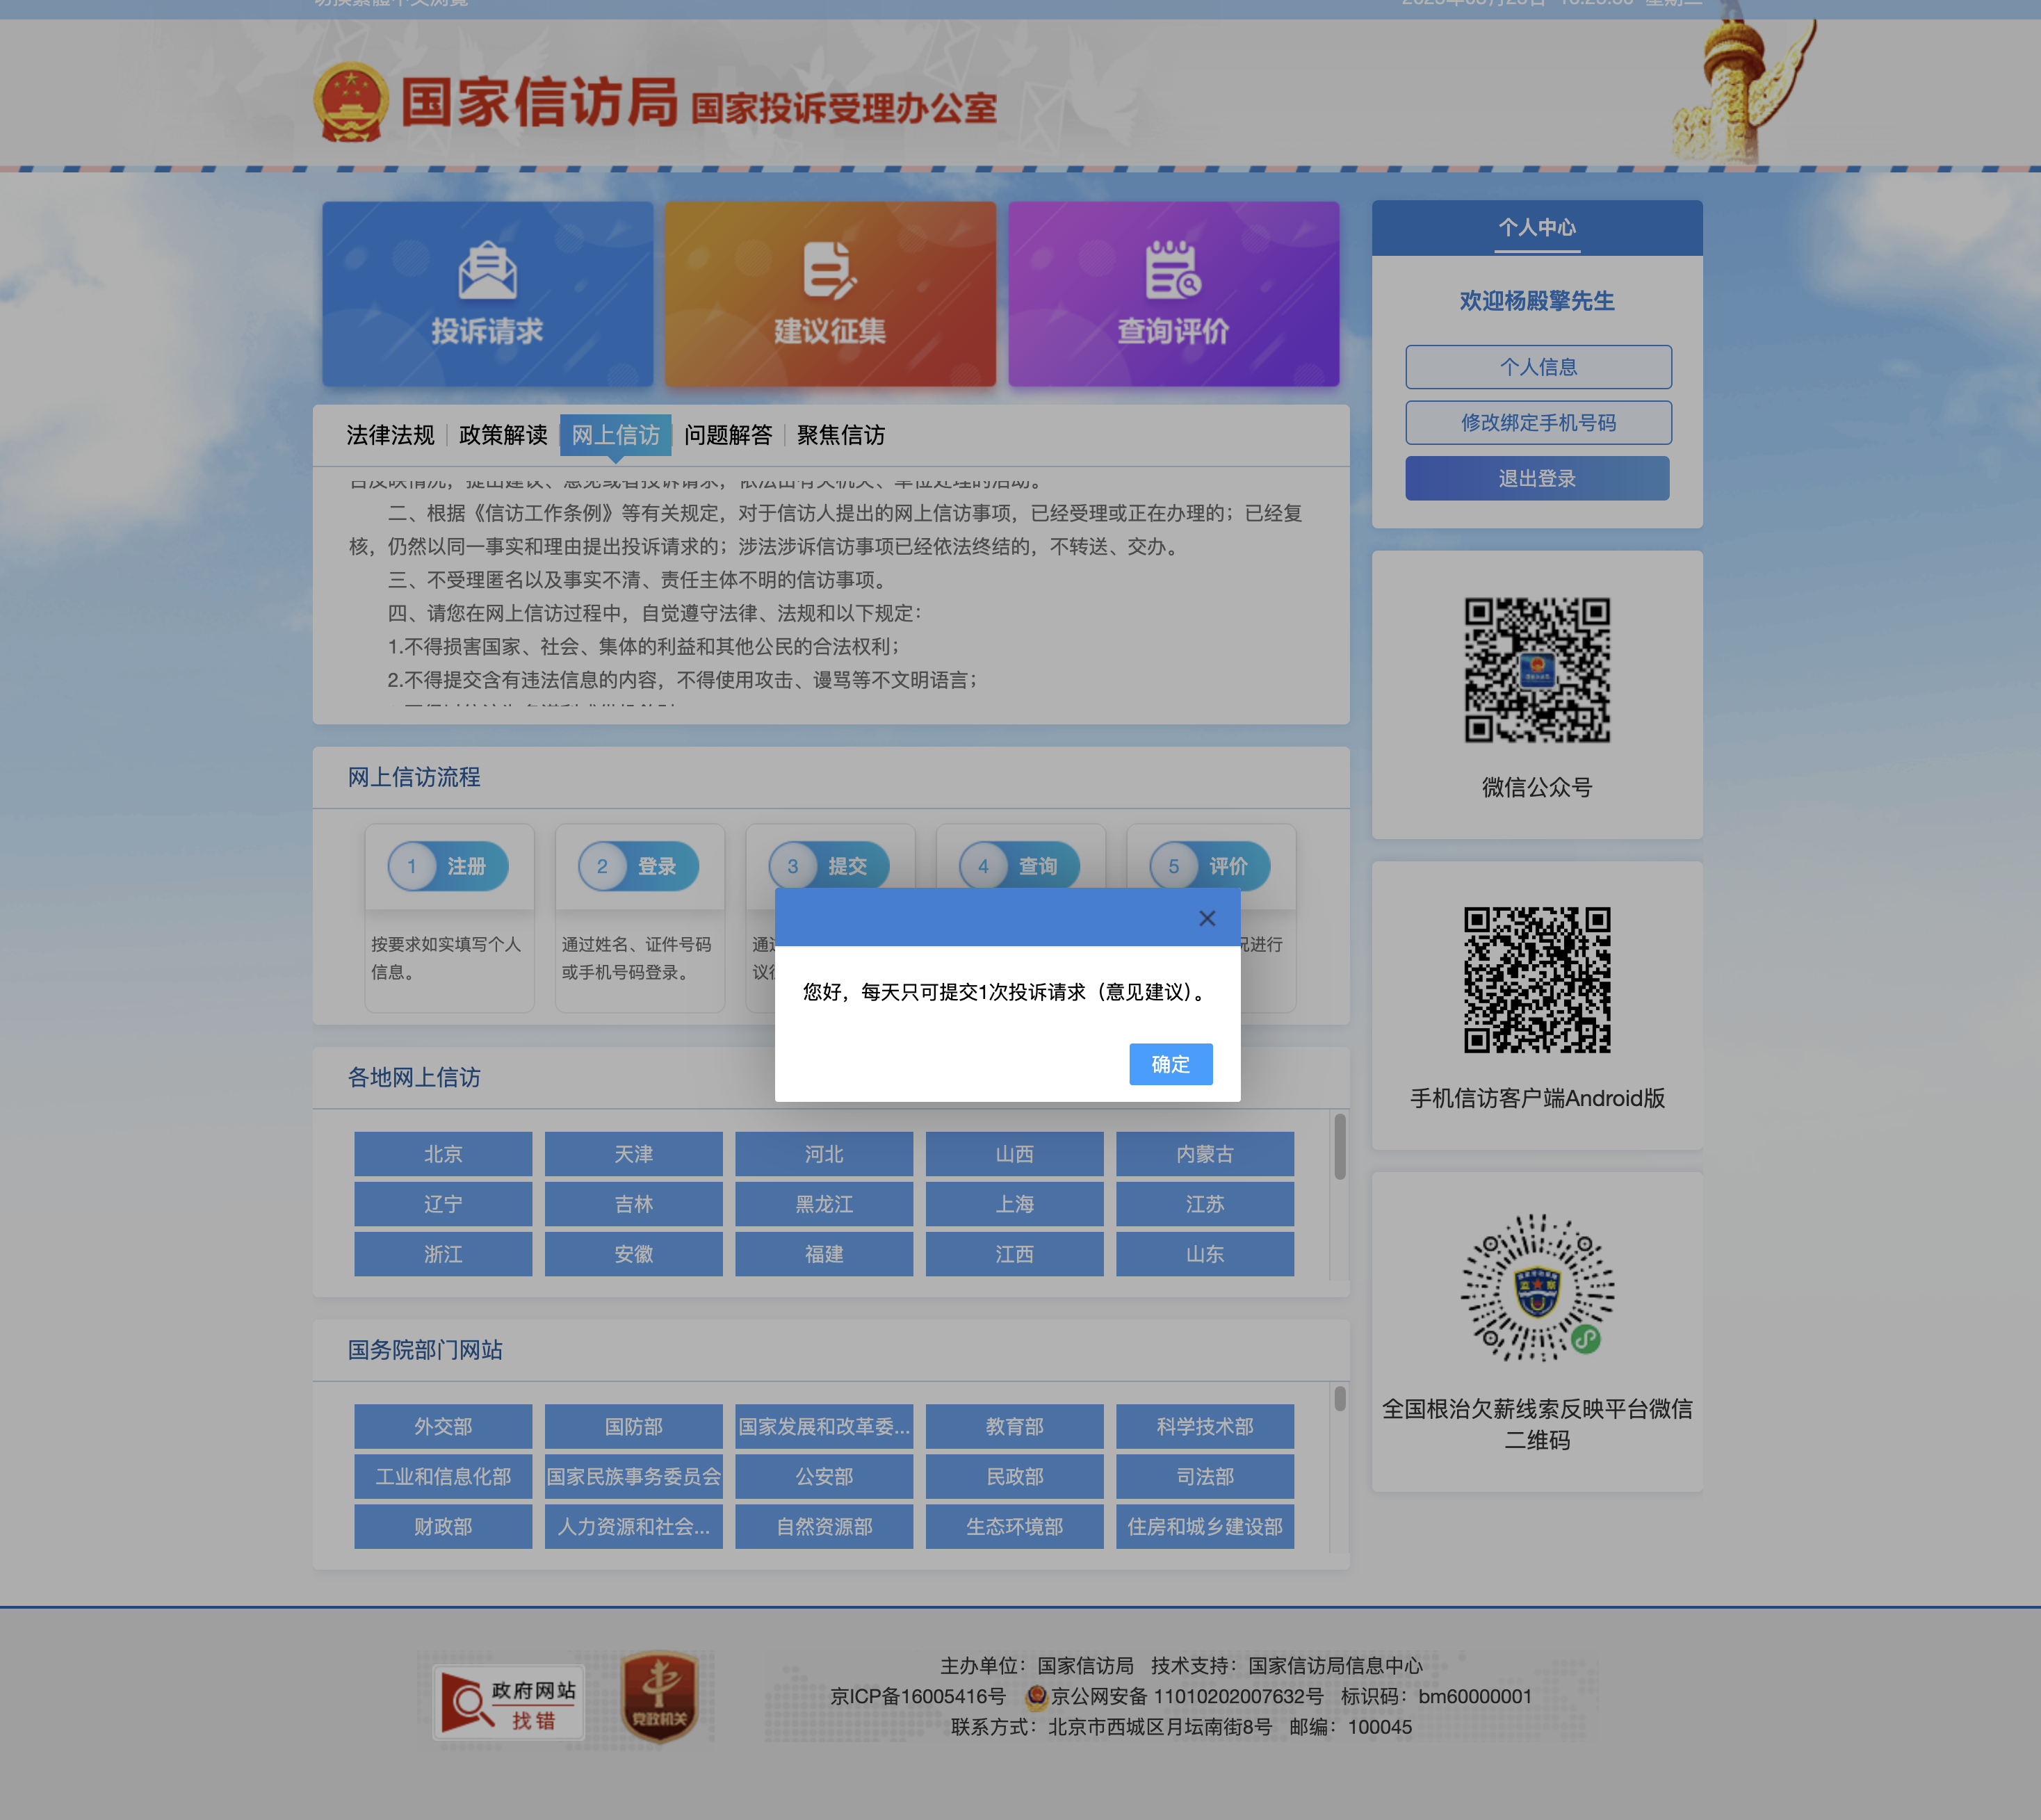 国家信访局 国家投诉受理办公室
投诉请求
建议征集
查询评价
个人中心
欢迎杨殿擎先生
个人信息
修改绑定手机号码
退出登录
法律法规 政策解读 网上信访 问题解答 聚焦信访
二、根据《信访工作条例》等有关规定，对于信访人提出的网上信访事项，已经受理或正在办理的；已经复
核，仍然以同一事实和理由提出投诉请求的；涉法涉诉信访事项已经依法终结的，不转送、交办。
三、不受理匿名以及事实不清、责任主体不明的信访事项。
四、请您在网上信访过程中，自觉遵守法律、法规和以下规定：
1.不得损害国家、社会、集体的利益和其他公民的合法权利；
2.不得提交含有违法信息的内容，不得使用攻击、谩骂等不文明语言；
微信公众号
网上信访流程
1 注册
2 登录
3 提交
4 查询
5 评价
按要求如实填写个人
信息。
通过姓名、证件号码
或手机号码登录。
您好，每天只可提交1次投诉请求（意见建议）。
确定
手机信访客户端Android版
各地网上信访
北京 天津 河北 山西 内蒙古
辽宁 吉林 黑龙江 上海 江苏
浙江 安徽 福建 江西 山东
全国根治欠薪线索反映平台微信
二维码
国务院部门网站
外交部 国防部 国家发展和改革委... 教育部 科学技术部
工业和信息化部 国家民族事务委员会 公安部 民政部 司法部
财政部 人力资源和社会... 自然资源部 生态环境部 住房和城乡建设部
政府网站
找错
党政机关
主办单位：国家信访局 技术支持：国家信访局信息中心
京ICP备16005416号 京公网安备 11010202007632号 标识码：bm60000001
联系方式：北京市西城区月坛南街8号 邮编：100045